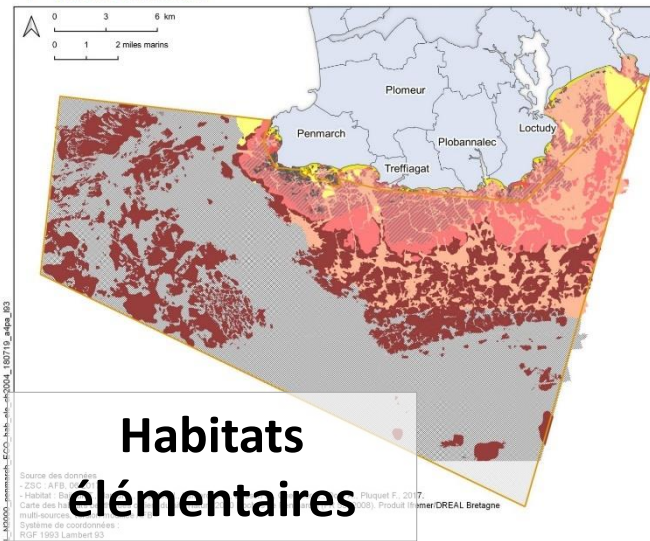 0 3 6 km
0 1 2 miles marins
Plomeur
Penmarch
Loctudy
Plobannalec
Treffiagat
Habitats
élémentaires
Source des données
- ZSC : AFB,
- Habitat :
Pluquet F., 2017.
Carte des
2008). Produit
DREAL Bretagne
multi-sources
Système de coordonnées :
RGF 1993 Lambert 93